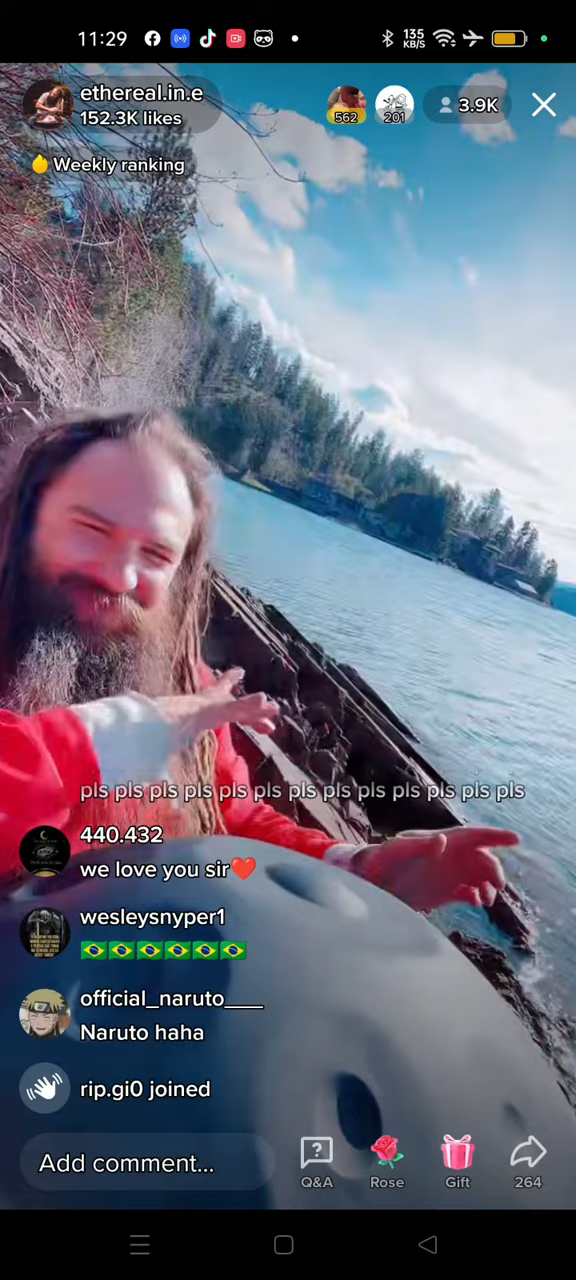 11:29
135
KB/S
ethereal.in.e
152.3K likes
562
201
3.9K
Weekly ranking
pls pls pls pls pls pls pls pls pls pls pls pls pls
440.432
we love you sir❤️
wesleysnyper1
🇧🇷🇧🇷🇧🇷🇧🇷🇧🇷🇧🇷
official_naruto___
Naruto haha
rip.gi0 joined
Add comment...
Q&A
Rose
Gift
264